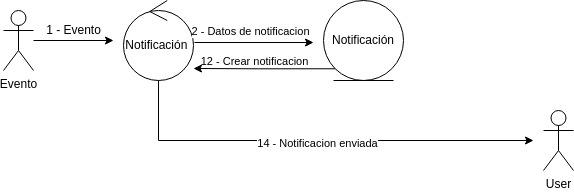 1 - Evento
2 - Datos de notificacion
Notificación
Notificación
12 - Crear notificacion
Evento
14 - Notificacion enviada
User